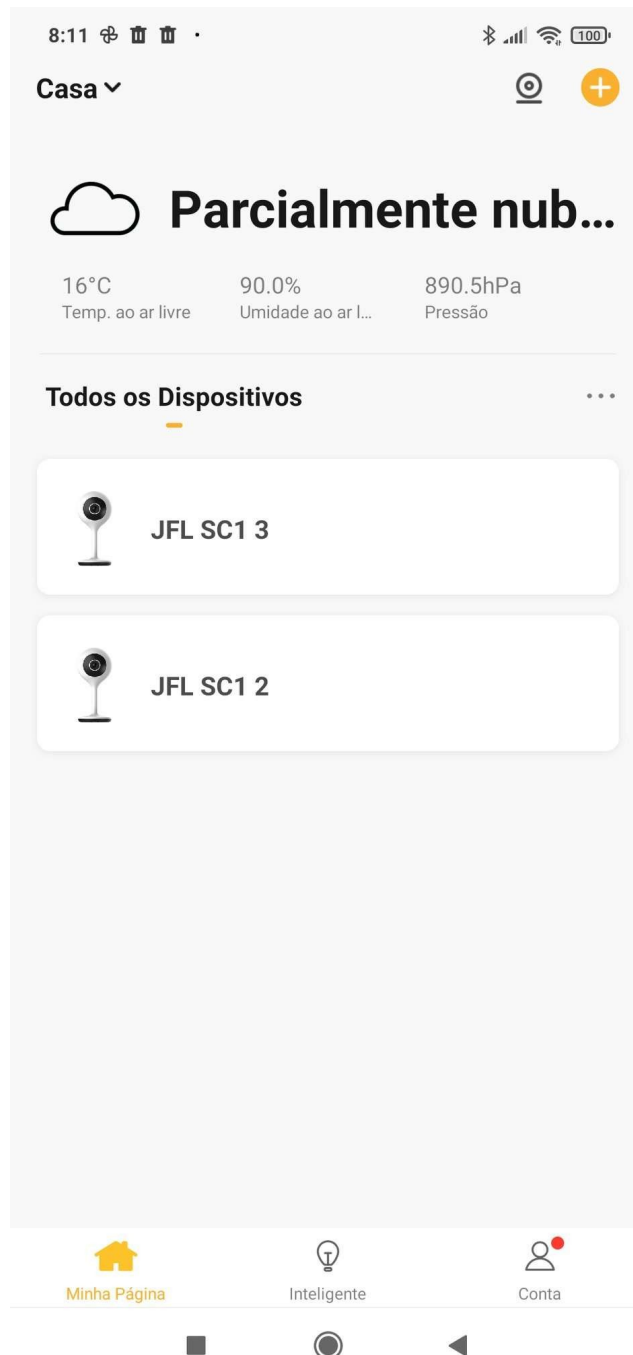 8:11
100
Casa
Parcialmente nub...
16°C
90.0%
890.5hPa
Temp. ao ar livre
Umidade ao ar l...
Pressão
Todos os Dispositivos
JFL SC1 3
JFL SC1 2
Minha Página
Inteligente
Conta